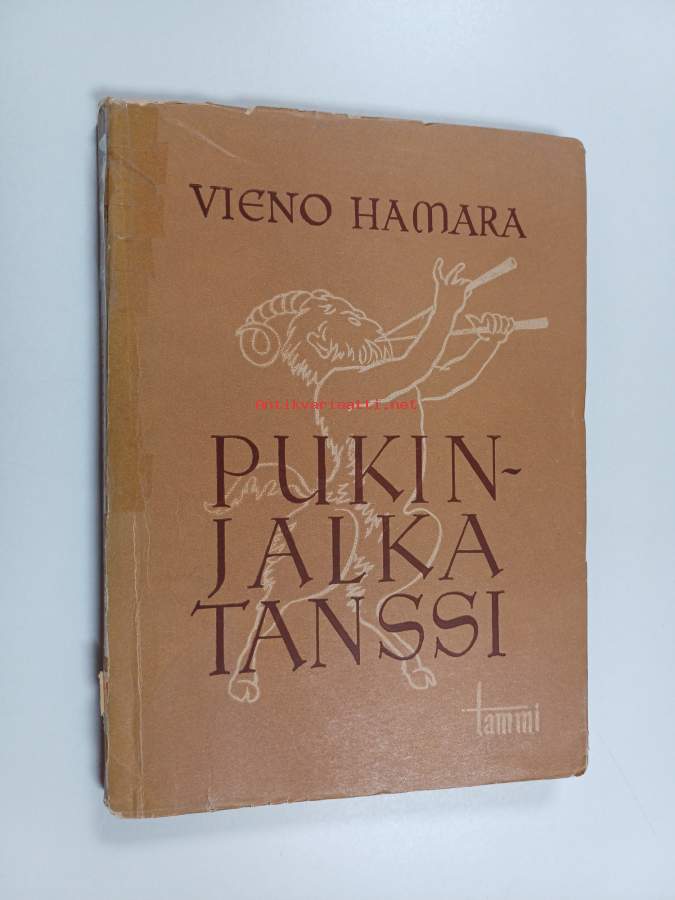 VIENO HAMARA
Antikvariaatti.net
PUKIN-
JALKA
TANSSI
tammi